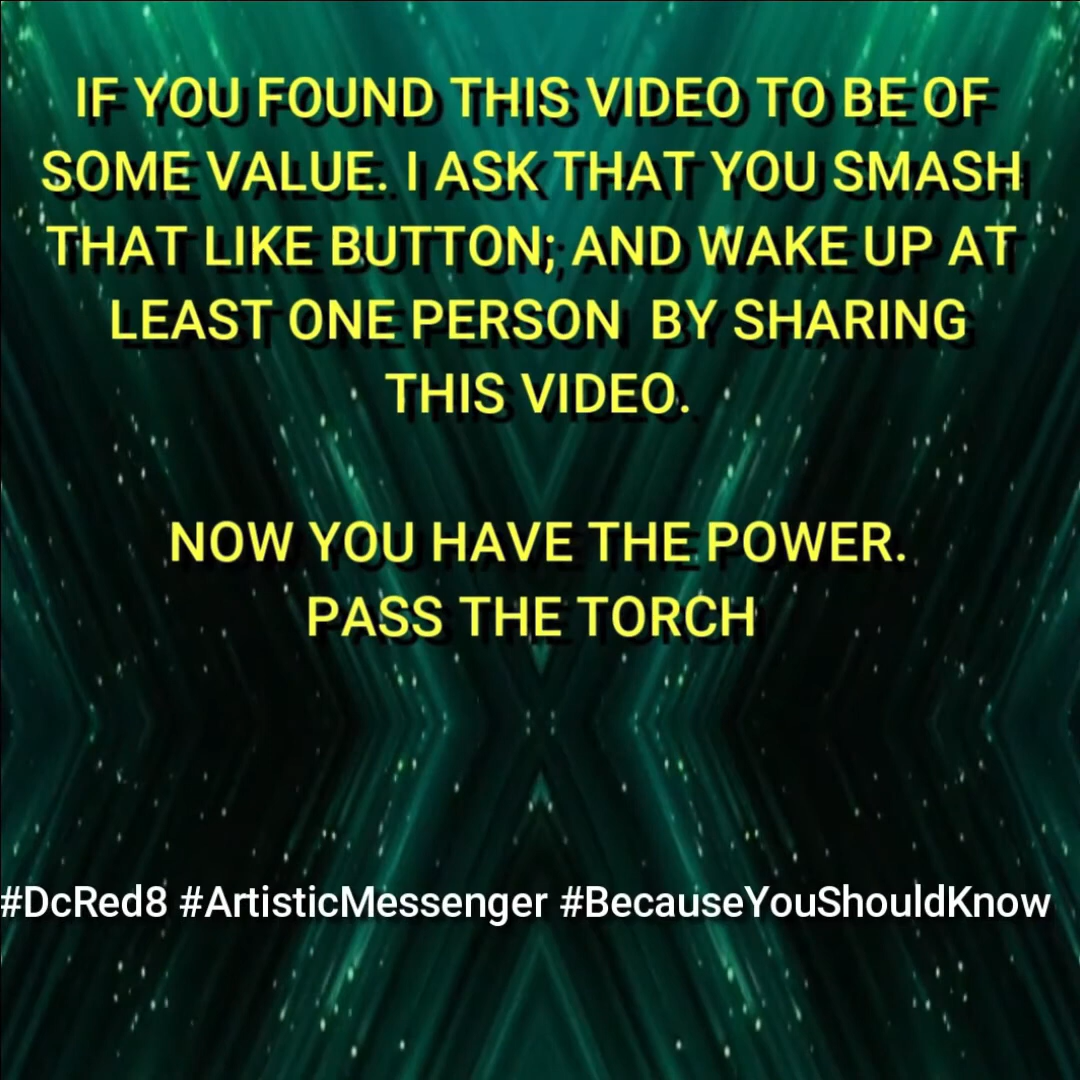 IF YOU FOUND THIS VIDEO TO BE OF
SOME VALUE. I ASK THAT YOU SMASH
THAT LIKE BUTTON; AND WAKE UP AT
LEAST ONE PERSON  BY SHARING
THIS VIDEO.
NOW YOU HAVE THE POWER.
PASS THE TORCH
#DcRed8 #ArtisticMessenger #BecauseYouShouldKnow